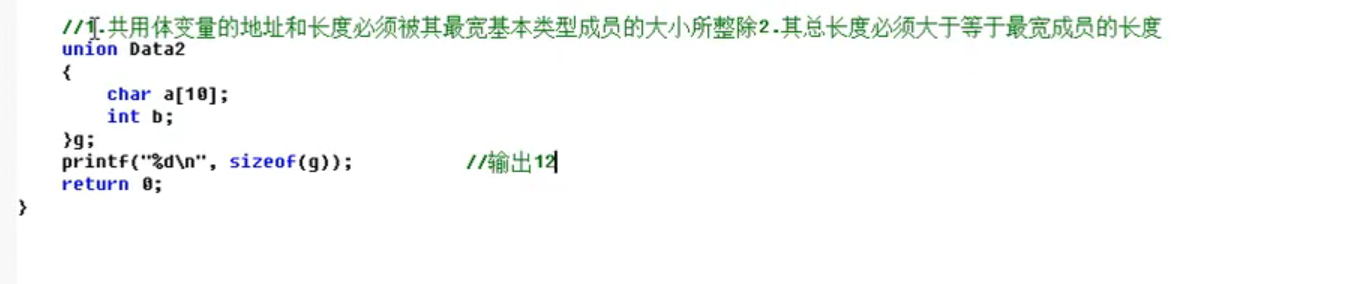 //1.共用体变量的地址和长度必须被其最宽基本类型成员的大小所整除2.其总长度必须大于等于最宽成员的长度
union Data2
{
char a[10];
int b;
}g;
printf("%d\n", sizeof(g)); //输出12
return 0;
}